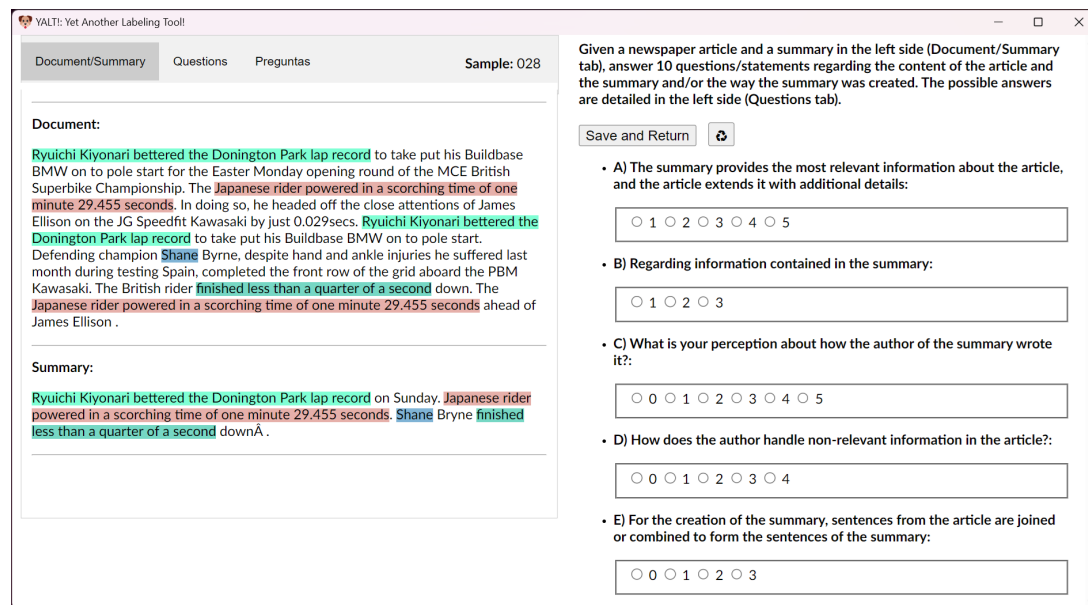 YALT!: Yet Another Labeling Tool!
Document/Summary Questions Preguntas Sample: 028
Document:
Ryuichi Kiyonari bettered the Donington Park lap record to take put his Buildbase
BMW on to pole start for the Easter Monday opening round of the MCE British
Superbike Championship. The Japanese rider powered in a scorching time of one
minute 29.455 seconds. In doing so, he headed off the close attentions of James
Ellison on the JG Speedfit Kawasaki by just 0.029secs. Ryuichi Kiyonari bettered the
Donington Park lap record to take put his Buildbase BMW on to pole start.
Defending champion Shane Byrne, despite hand and ankle injuries he suffered last
month during testing Spain, completed the front row of the grid aboard the PBM
Kawasaki. The British rider finished less than a quarter of a second down. The
Japanese rider powered in a scorching time of one minute 29.455 seconds ahead of
James Ellison .
Summary:
Ryuichi Kiyonari bettered the Donington Park lap record on Sunday. Japanese rider
powered in a scorching time of one minute 29.455 seconds. Shane Bryne finished
less than a quarter of a second downÂ .
Given a newspaper article and a summary in the left side (Document/Summary
tab), answer 10 questions/statements regarding the content of the article and
the summary and/or the way the summary was created. The possible answers
are detailed in the left side (Questions tab).
Save and Return
• A) The summary provides the most relevant information about the article,
and the article extends it with additional details:
1 2 3 4 5
• B) Regarding information contained in the summary:
1 2 3
• C) What is your perception about how the author of the summary wrote
it?:
0 1 2 3 4 5
• D) How does the author handle non-relevant information in the article?:
0 1 2 3 4
• E) For the creation of the summary, sentences from the article are joined
or combined to form the sentences of the summary:
0 1 2 3